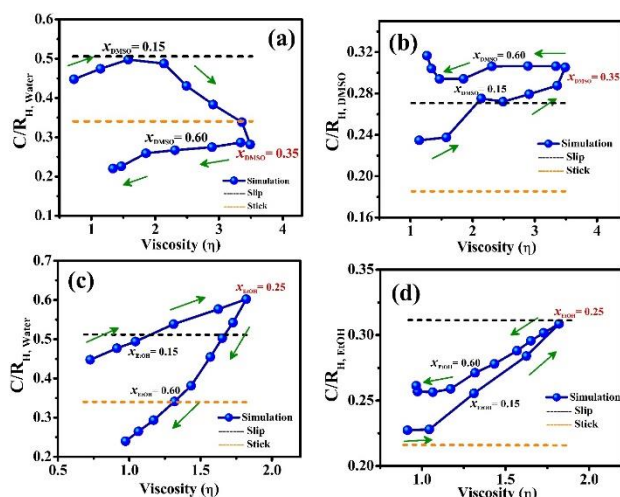 0.6
0.5
0.4
0.3
0.2
0.1
C/R_H, Water
x_DMSO = 0.15
(a)
x_DMSO = 0.60
x_DMSO = 0.35
Simulation
Slip
Stick
1 2 3 4
Viscosity (η)
0.32
0.28
0.24
0.20
0.16
C/R_H, DMSO
(b)
x_DMSO = 0.60
x_DMSO = 0.35
x_DMSO = 0.15
Simulation
Slip
Stick
1 2 3 4
Viscosity (η)
0.7
0.6
0.5
0.4
0.3
0.2
C/R_H, Water
(c)
x_EtOH = 0.25
x_EtOH = 0.15
x_EtOH = 0.60
Simulation
Slip
Stick
0.5 1.0 1.5 2.0
Viscosity (η)
0.35
0.30
0.25
0.20
C/R_H, EtOH
(d)
x_EtOH = 0.25
x_EtOH = 0.60
x_EtOH = 0.15
Simulation
Slip
Stick
1.0 1.5 2.0
Viscosity (η)